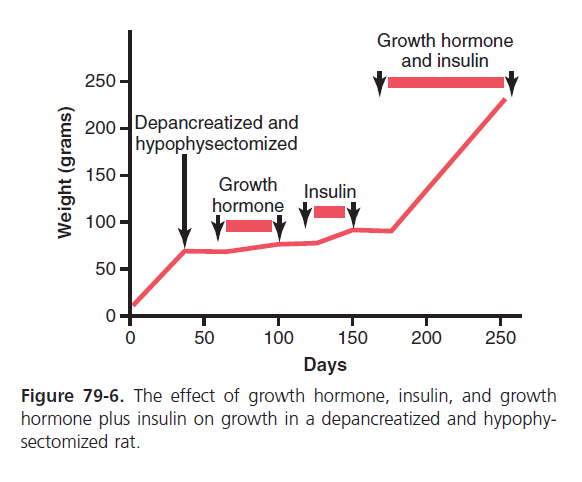 Growth hormone
and insulin
Depancreatized and
hypophysectomized
Growth
hormone
Insulin
Weight (grams)
250
200
150
100
50
0
0 50 100 150 200 250
Days
Figure 79-6. The effect of growth hormone, insulin, and growth
hormone plus insulin on growth in a depancreatized and hypophy-
sectomized rat.